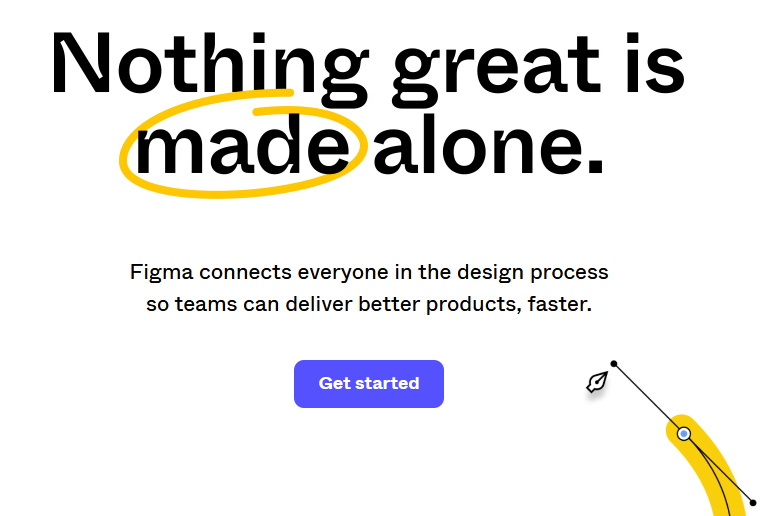 Nothing great is
made alone.
Figma connects everyone in the design process
so teams can deliver better products, faster.
Get started